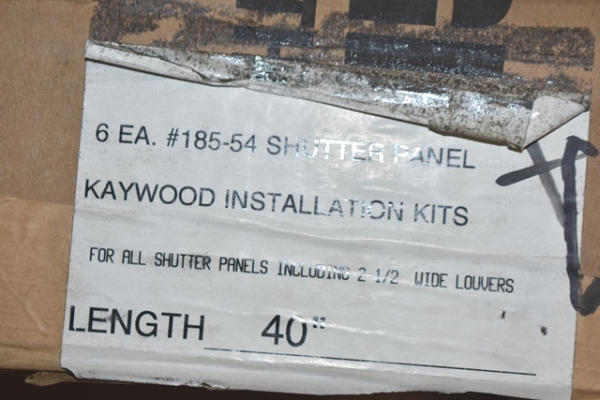 6 EA. #185-54 SHUTTER PANEL
KAYWOOD INSTALLATION KITS
FOR ALL SHUTTER PANELS INCLUDING 2-1/2 WIDE LOUVERS
LENGTH 40"